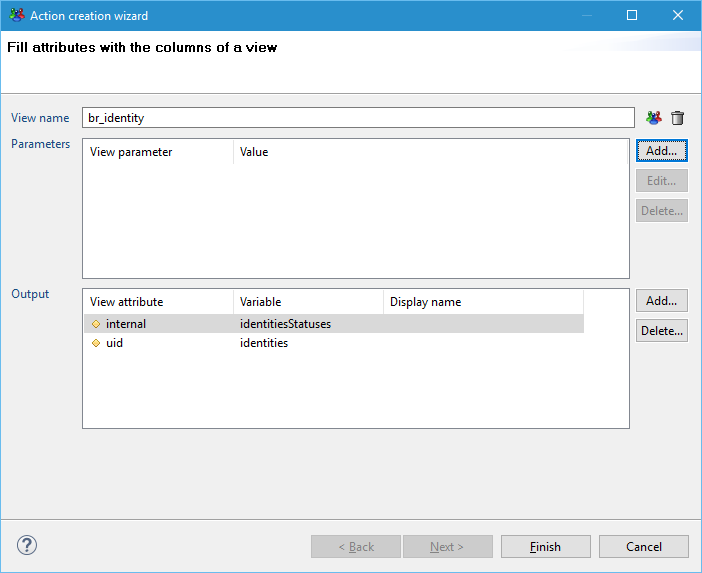 Action creation wizard
Fill attributes with the columns of a view
View name br_identity
Parameters View parameter Value Add...
Edit...
Delete...
Output View attribute Variable Display name Add...
internal identitiesStatuses
Delete...
uid identities
? < Back Next > Finish Cancel